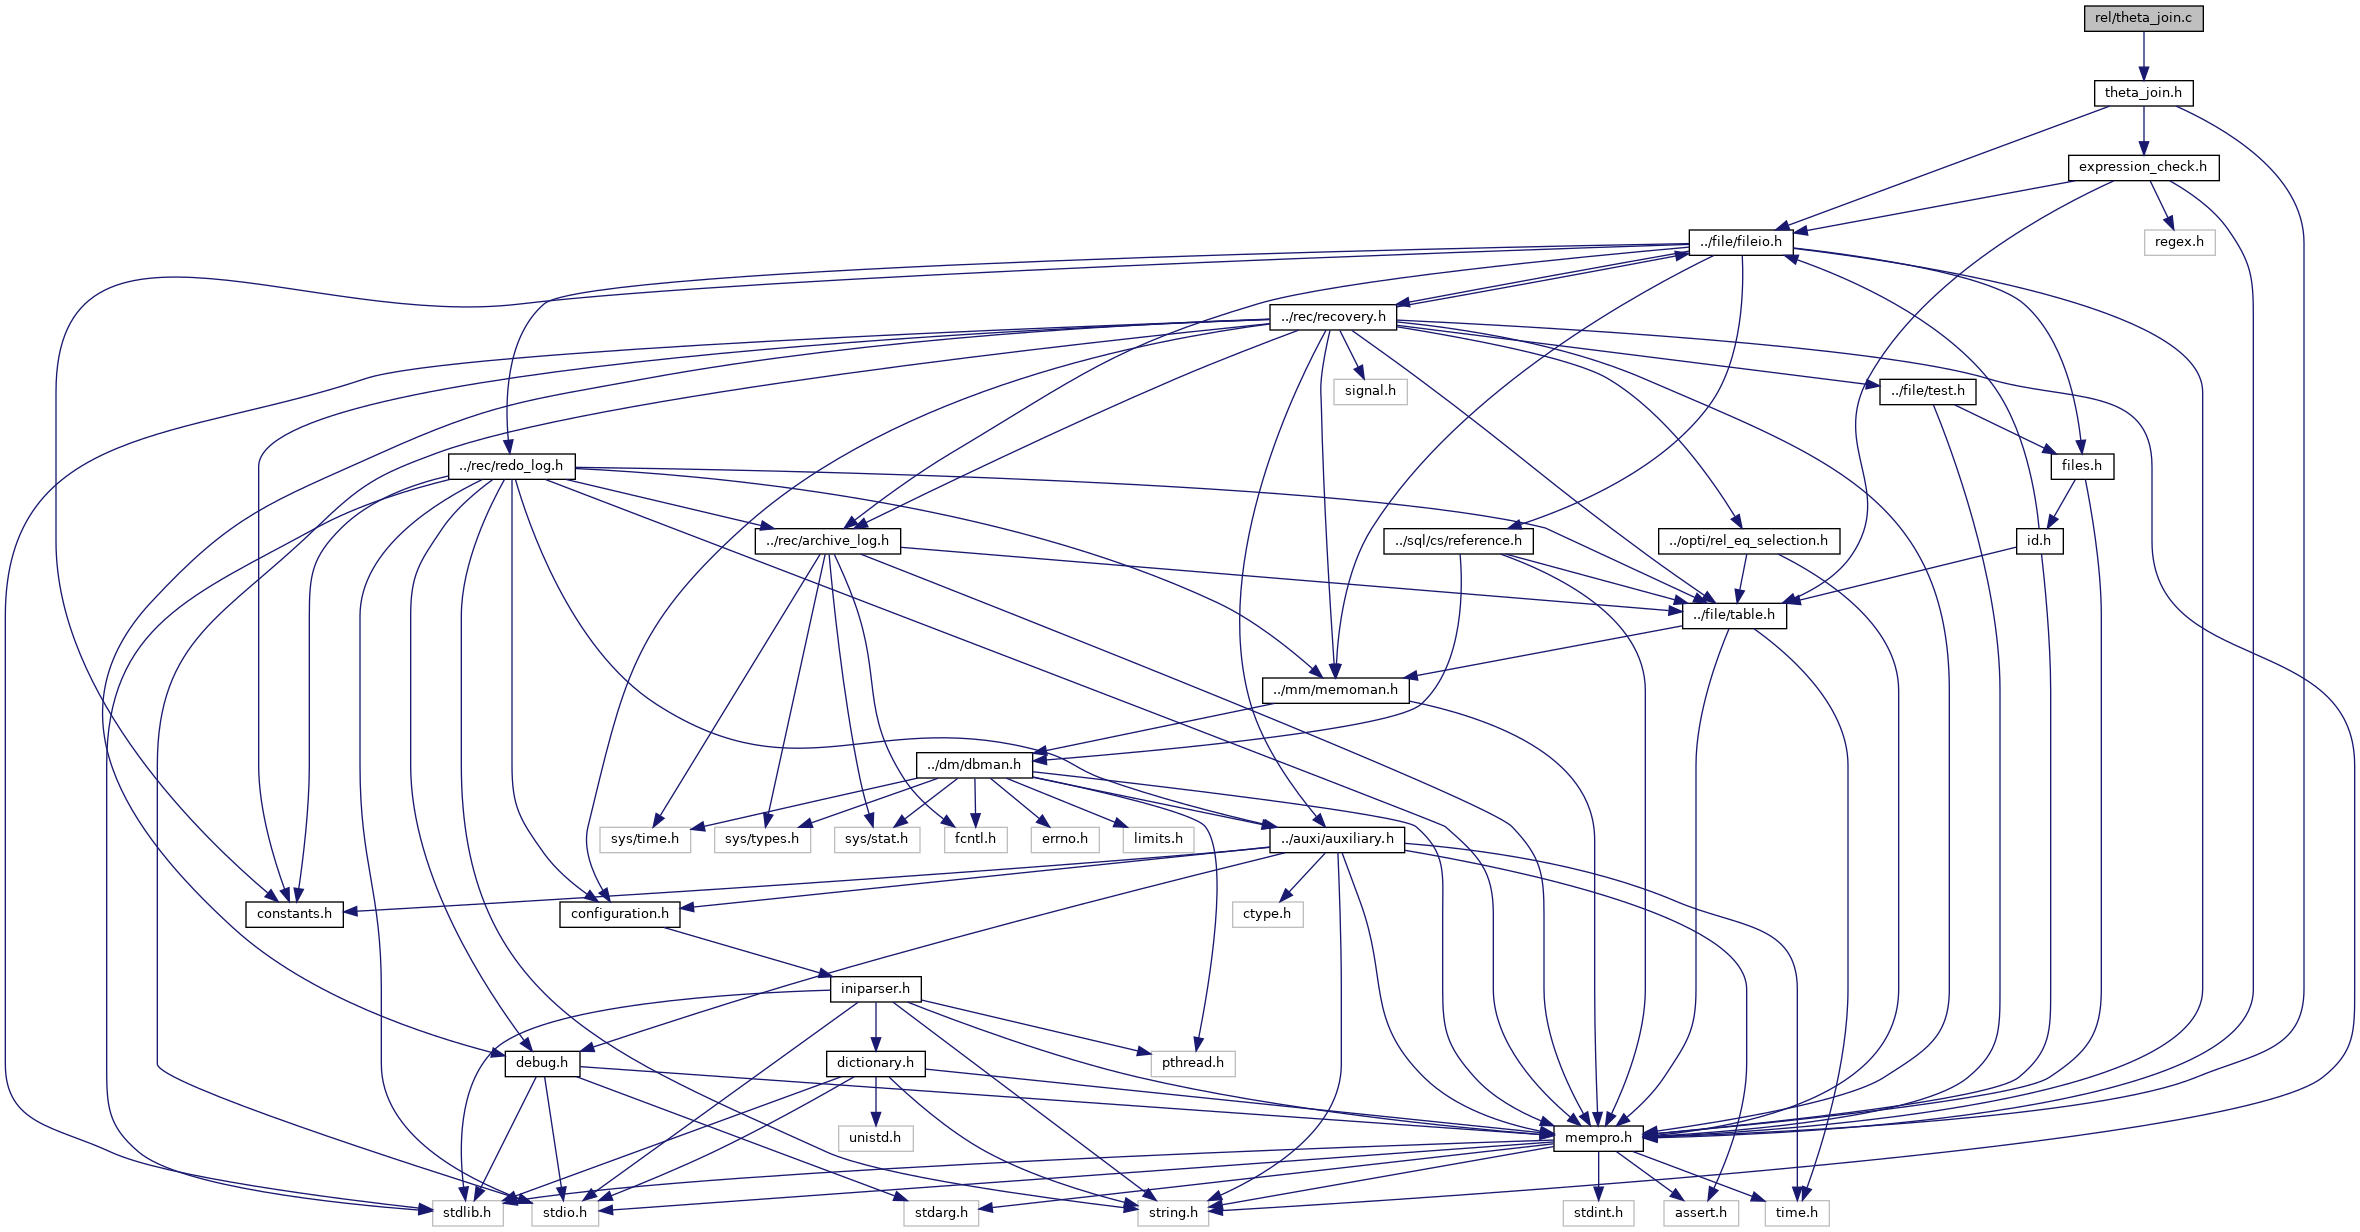 rel/theta_join.c
theta_join.h
expression_check.h
../file/fileio.h
regex.h
../rec/recovery.h
signal.h
../file/test.h
../rec/redo_log.h
files.h
../rec/archive_log.h
../sql/cs/reference.h
../opti/rel_eq_selection.h
id.h
../file/table.h
../mm/memoman.h
../dm/dbman.h
sys/time.h
sys/types.h
sys/stat.h
fcntl.h
errno.h
limits.h
../auxi/auxiliary.h
constants.h
configuration.h
ctype.h
iniparser.h
debug.h
dictionary.h
pthread.h
unistd.h
mempro.h
stdlib.h
stdio.h
stdarg.h
string.h
stdint.h
assert.h
time.h